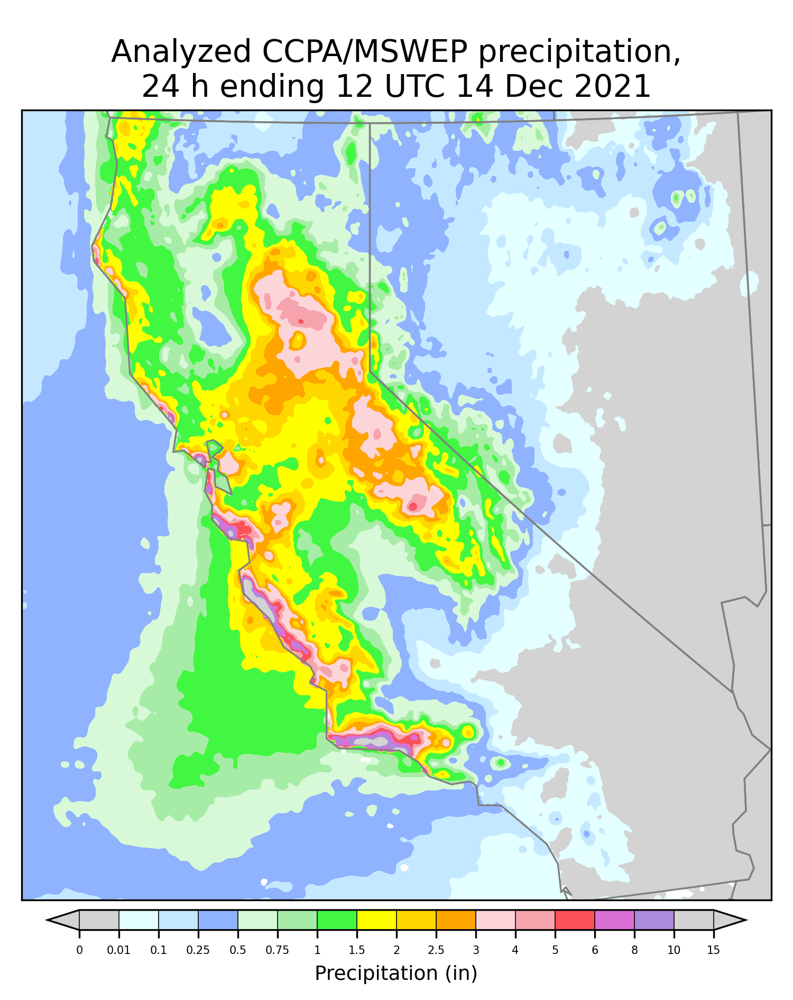 Analyzed CCPA/MSWEP precipitation,
24 h ending 12 UTC 14 Dec 2021
0 0.01 0.1 0.25 0.5 0.75 1 1.5 2 2.5 3 4 5 6 8 10 15
Precipitation (in)